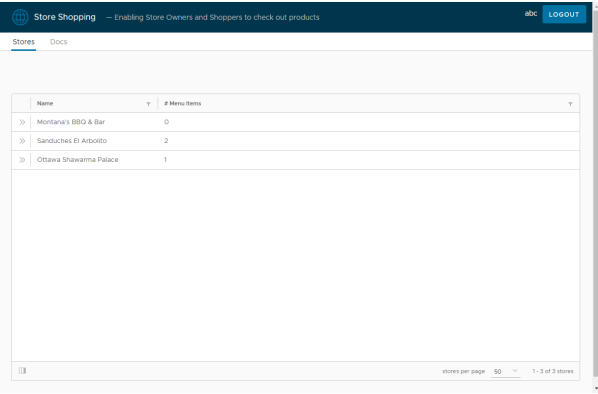 Store Shopping — Enabling Store Owners and Shoppers to check out products abc LOGOUT
Stores Docs
Name # Menu Items
Montana's BBQ & Bar 0
Sanduches El Arbolito 2
Ottawa Shawarma Palace 1
stores per page 50 1 - 3 of 3 stores